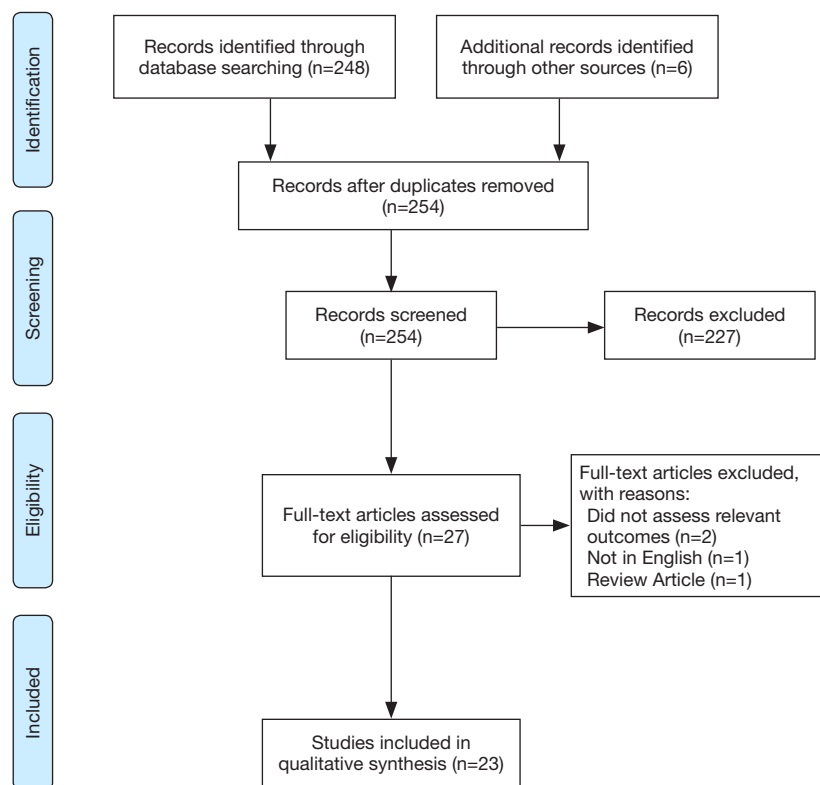 Identification
Records identified through
database searching (n=248)
Additional records identified
through other sources (n=6)
Records after duplicates removed
(n=254)
Screening
Records screened
(n=254)
Records excluded
(n=227)
Eligibility
Full-text articles assessed
for eligibility (n=27)
Full-text articles excluded,
with reasons:
Did not assess relevant
outcomes (n=2)
Not in English (n=1)
Review Article (n=1)
Included
Studies included in
qualitative synthesis (n=23)